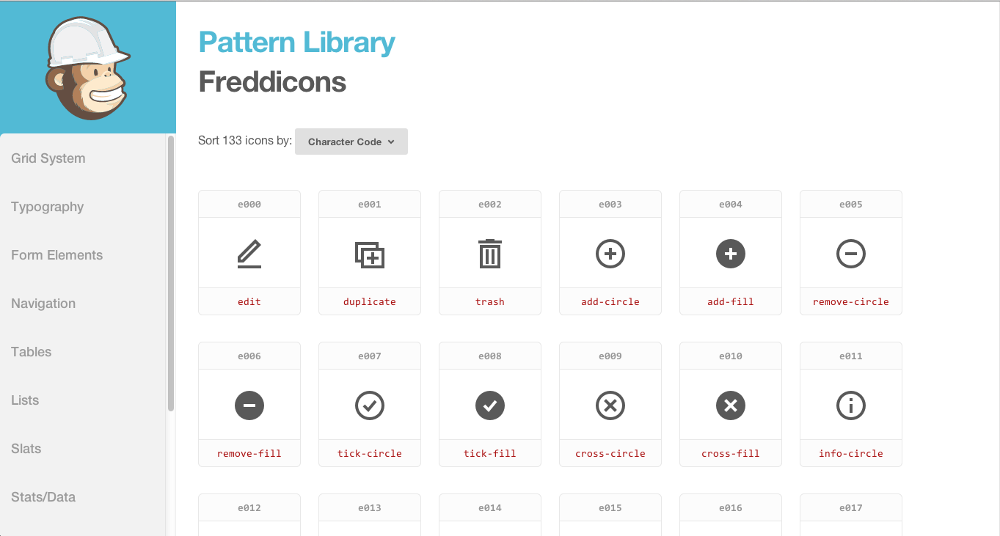 Pattern Library
Freddicons
Sort 133 icons by: Character Code
Grid System
Typography
Form Elements
Navigation
Tables
Lists
Slats
Stats/Data
e000 e001 e002 e003 e004 e005
edit duplicate trash add-circle add-fill remove-circle
e006 e007 e008 e009 e010 e011
remove-fill tick-circle tick-fill cross-circle cross-fill info-circle
e012 e013 e014 e015 e016 e017